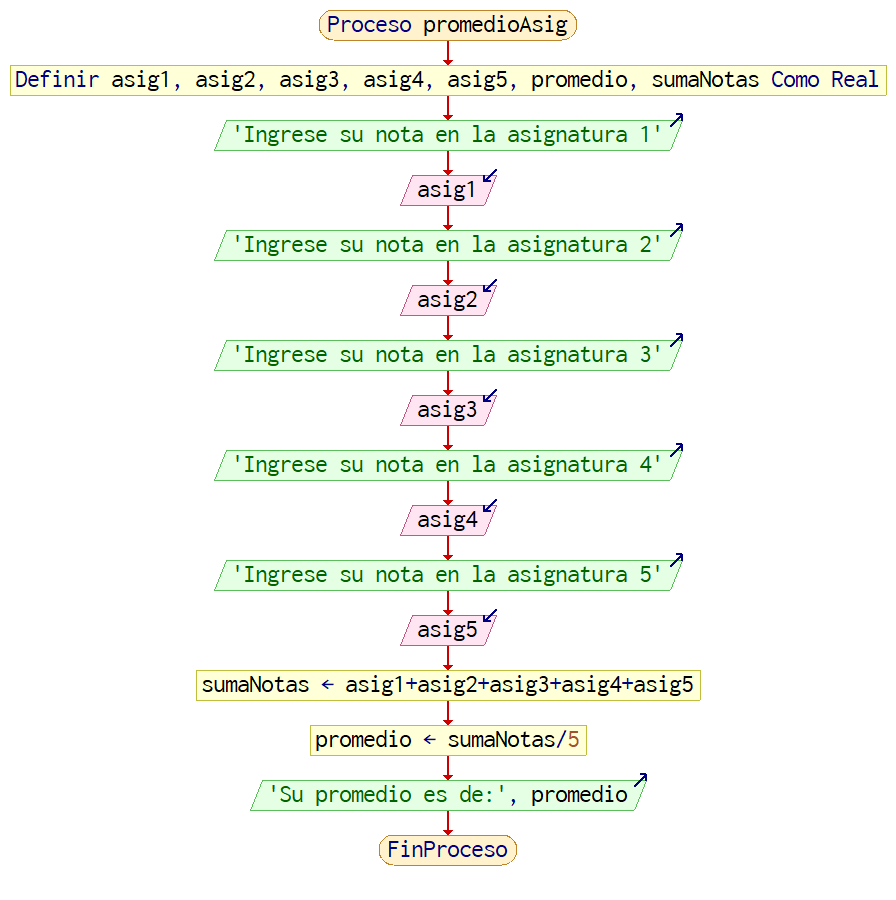 Proceso promedioAsig
Definir asig1, asig2, asig3, asig4, asig5, promedio, sumaNotas Como Real
'Ingrese su nota en la asignatura 1'
asig1
'Ingrese su nota en la asignatura 2'
asig2
'Ingrese su nota en la asignatura 3'
asig3
'Ingrese su nota en la asignatura 4'
asig4
'Ingrese su nota en la asignatura 5'
asig5
sumaNotas ← asig1+asig2+asig3+asig4+asig5
promedio ← sumaNotas/5
'Su promedio es de:', promedio
FinProceso